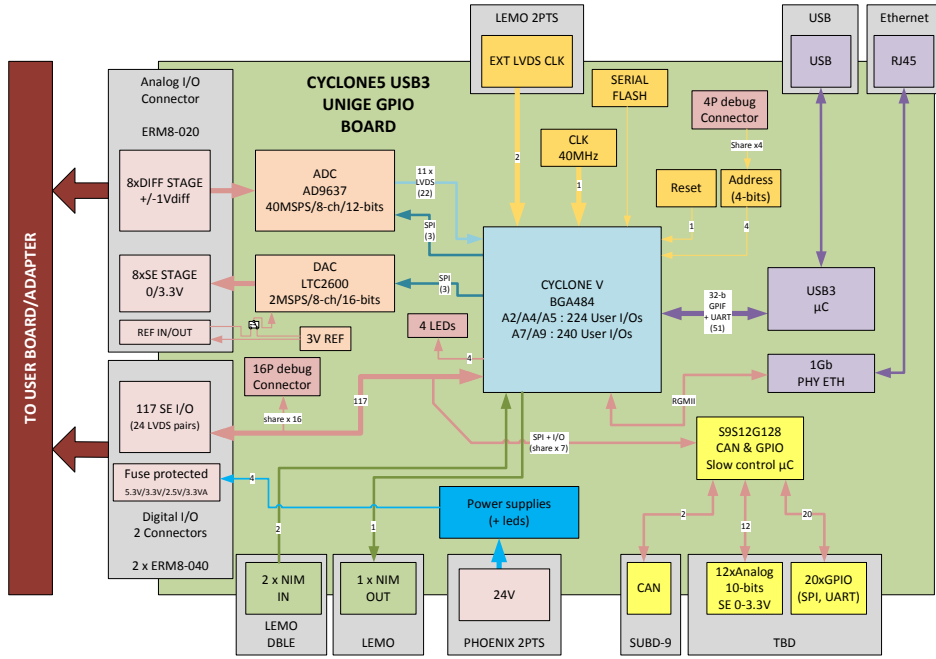 LEMO 2PTS
EXT LVDS CLK
USB
USB
Ethernet
RJ45
Analog I/O
Connector
ERM8-020
CYCLONE5 USB3
UNIGE GPIO
BOARD
SERIAL
FLASH
4P debug
Connector
Share x4
CLK
40MHz
2
1
Reset
Address
(4-bits)
1
4
8xDIFF STAGE
+/-1Vdiff
ADC
AD9637
40MSPS/8-ch/12-bits
11 x
LVDS
(22)
SPI
(3)
8xSE STAGE
0/3.3V
DAC
LTC2600
2MSPS/8-ch/16-bits
SPI
(3)
REF IN/OUT
3V REF
CYCLONE V
BGA484
A2/A4/A5 : 224 User I/Os
A7/A9 : 240 User I/Os
32-b
GPIF
+ UART
(51)
USB3
µC
4 LEDs
4
16P debug
Connector
share x 16
117
1Gb
PHY ETH
RGMII
TO USER BOARD/ADAPTER
117 SE I/O
(24 LVDS pairs)
SPI + I/O
(share x 7)
S9S12G128
CAN & GPIO
Slow control µC
Fuse protected
5.3V/3.3V/2.5V/3.3VA
4
Digital I/O
2 Connectors
2 x ERM8-040
Power supplies
(+ leds)
2
1
2
12
20
2 x NIM
IN
1 x NIM
OUT
24V
CAN
12xAnalog
10-bits
SE 0-3.3V
20xGPIO
(SPI, UART)
LEMO
DBLE
LEMO
PHOENIX 2PTS
SUBD-9
TBD